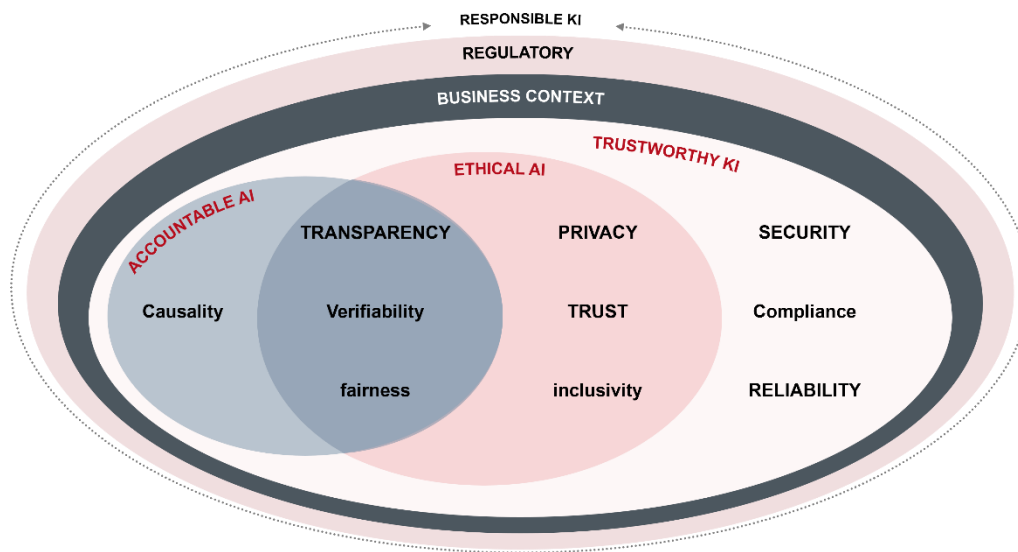 RESPONSIBLE KI
REGULATORY
BUSINESS CONTEXT
TRUSTWORTHY KI
ETHICAL AI
ACCOUNTABLE AI
TRANSPARENCY
PRIVACY
SECURITY
Causality
Verifiability
TRUST
Compliance
fairness
inclusivity
RELIABILITY